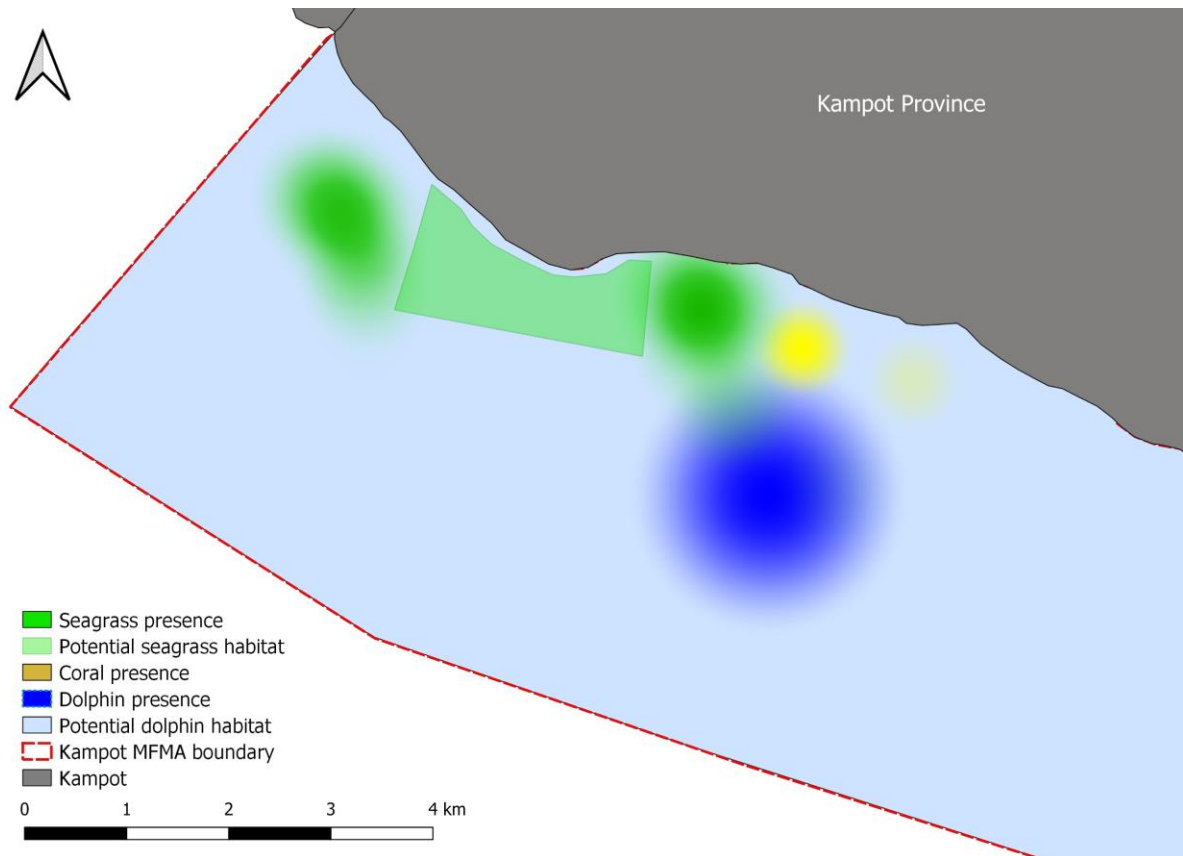 Kampot Province
Seagrass presence
Potential seagrass habitat
Coral presence
Dolphin presence
Potential dolphin habitat
Kampot MFMA boundary
Kampot
0 1 2 3 4 km